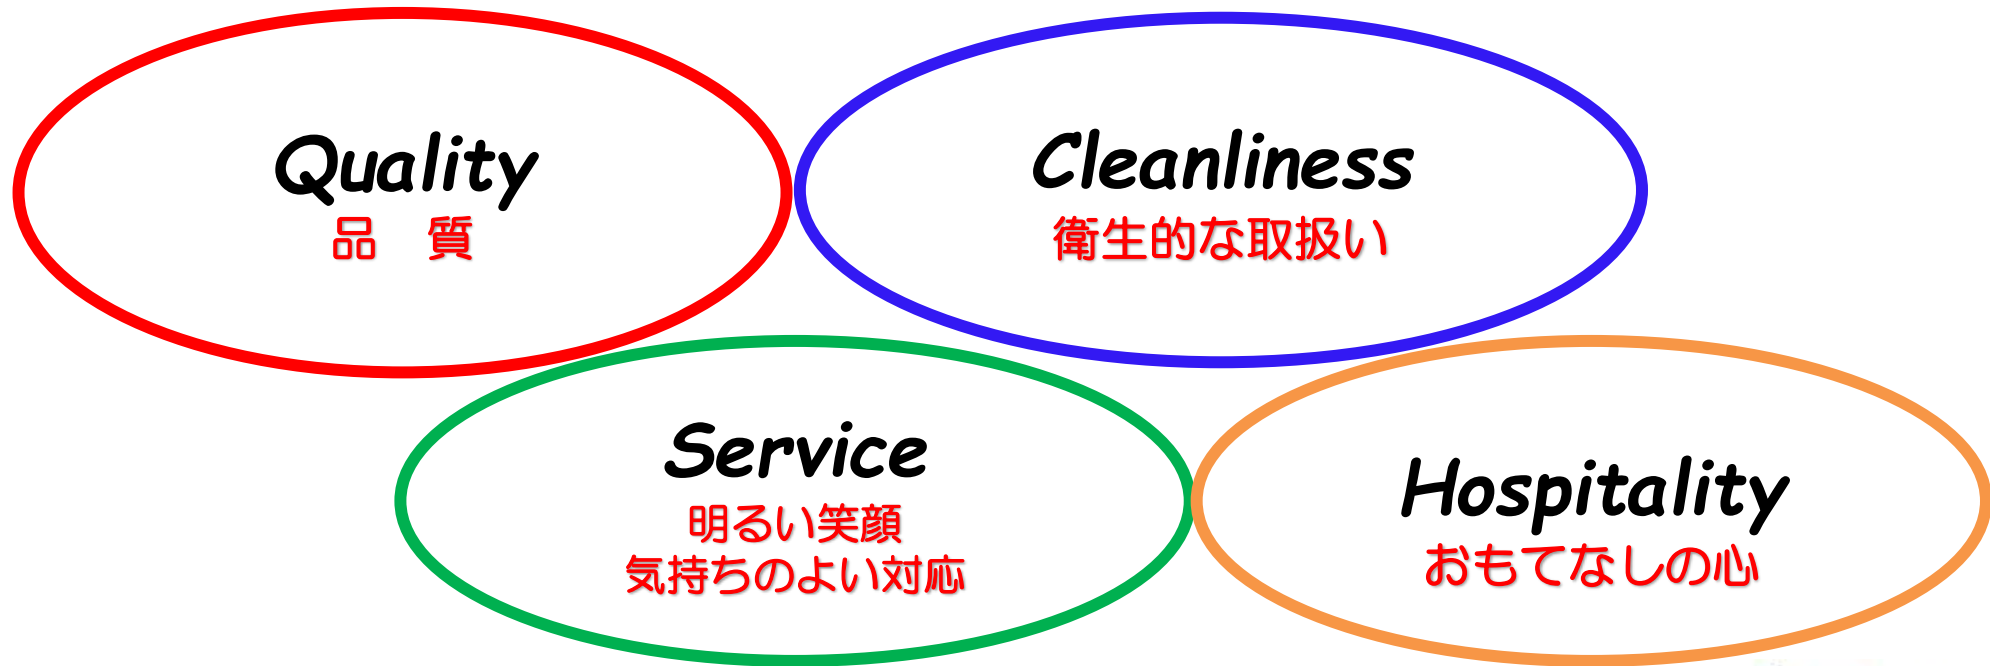 Quality
品　質
Cleanliness
衛生的な取扱い
Service
明るい笑顔
気持ちのよい対応
Hospitality
おもてなしの心